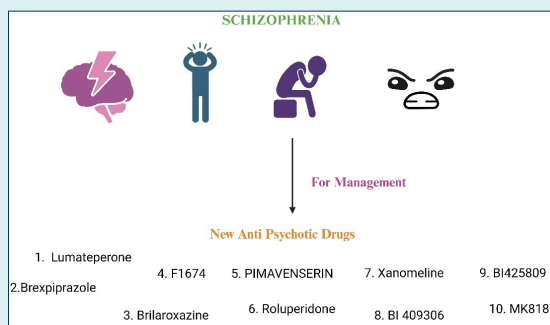 SCHIZOPHRENIA
For Management
New Anti Psychotic Drugs
1. Lumateperone
2.Brexpiprazole
3. Brilaroxazine
4. F1674
5. PIMAVENSERIN
6. Roluperidone
7. Xanomeline
8. BI 409306
9. BI425809
10. MK818